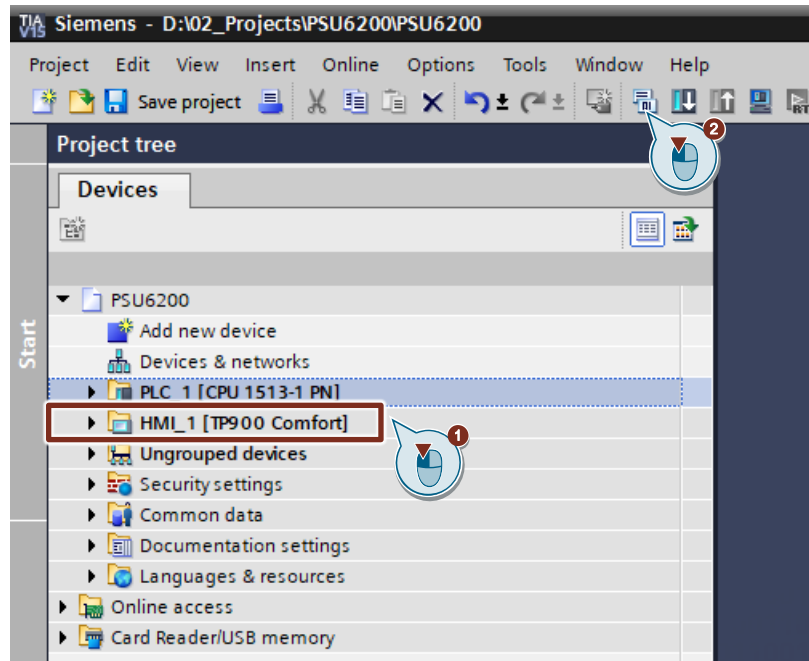 TIA V15 Siemens - D:\02_Projects\PSU6200\PSU6200
Project Edit View Insert Online Options Tools Window Help
Save project
2
Project tree
Devices
PSU6200
Add new device
Devices & networks
PLC_1 [CPU 1513-1 PN]
HMI_1 [TP900 Comfort]
1
Ungrouped devices
Security settings
Common data
Documentation settings
Languages & resources
Online access
Card Reader/USB memory
Start